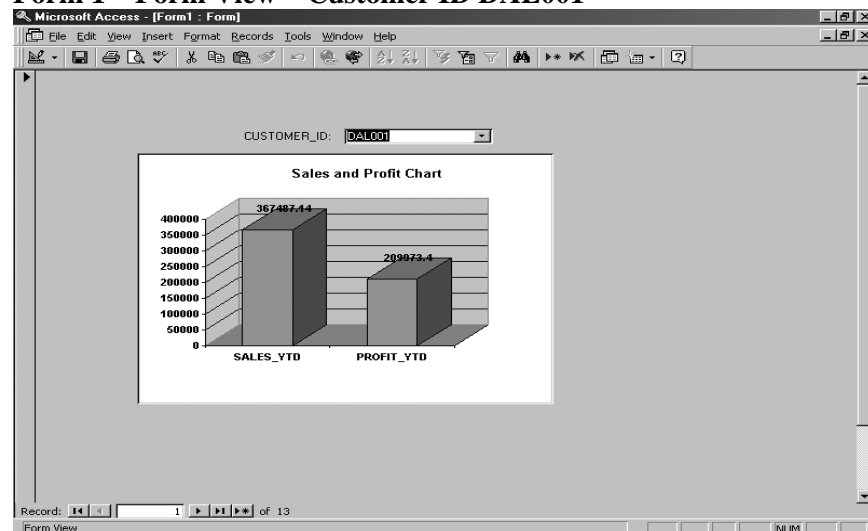 Form 1 – Form View – Customer ID DAL001
Microsoft Access - [Form1 : Form]
File Edit View Insert Format Records Tools Window Help
CUSTOMER_ID: DAL001
Sales and Profit Chart
400000
350000
300000
250000
200000
150000
100000
50000
0
367487.14
209973.4
SALES_YTD PROFIT_YTD
Record: 1 of 13
Form View NUM